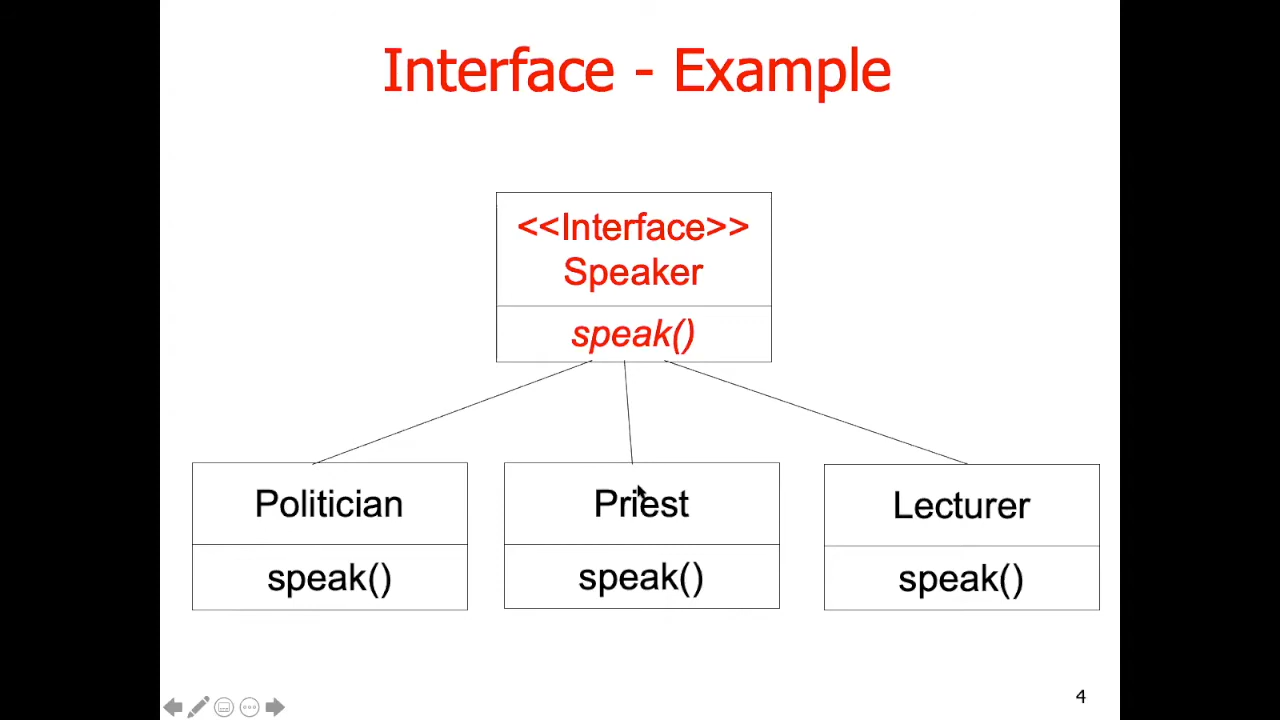 Interface - Example
<<Interface>>
Speaker
speak()
Politician
speak()
Priest
speak()
Lecturer
speak()
4